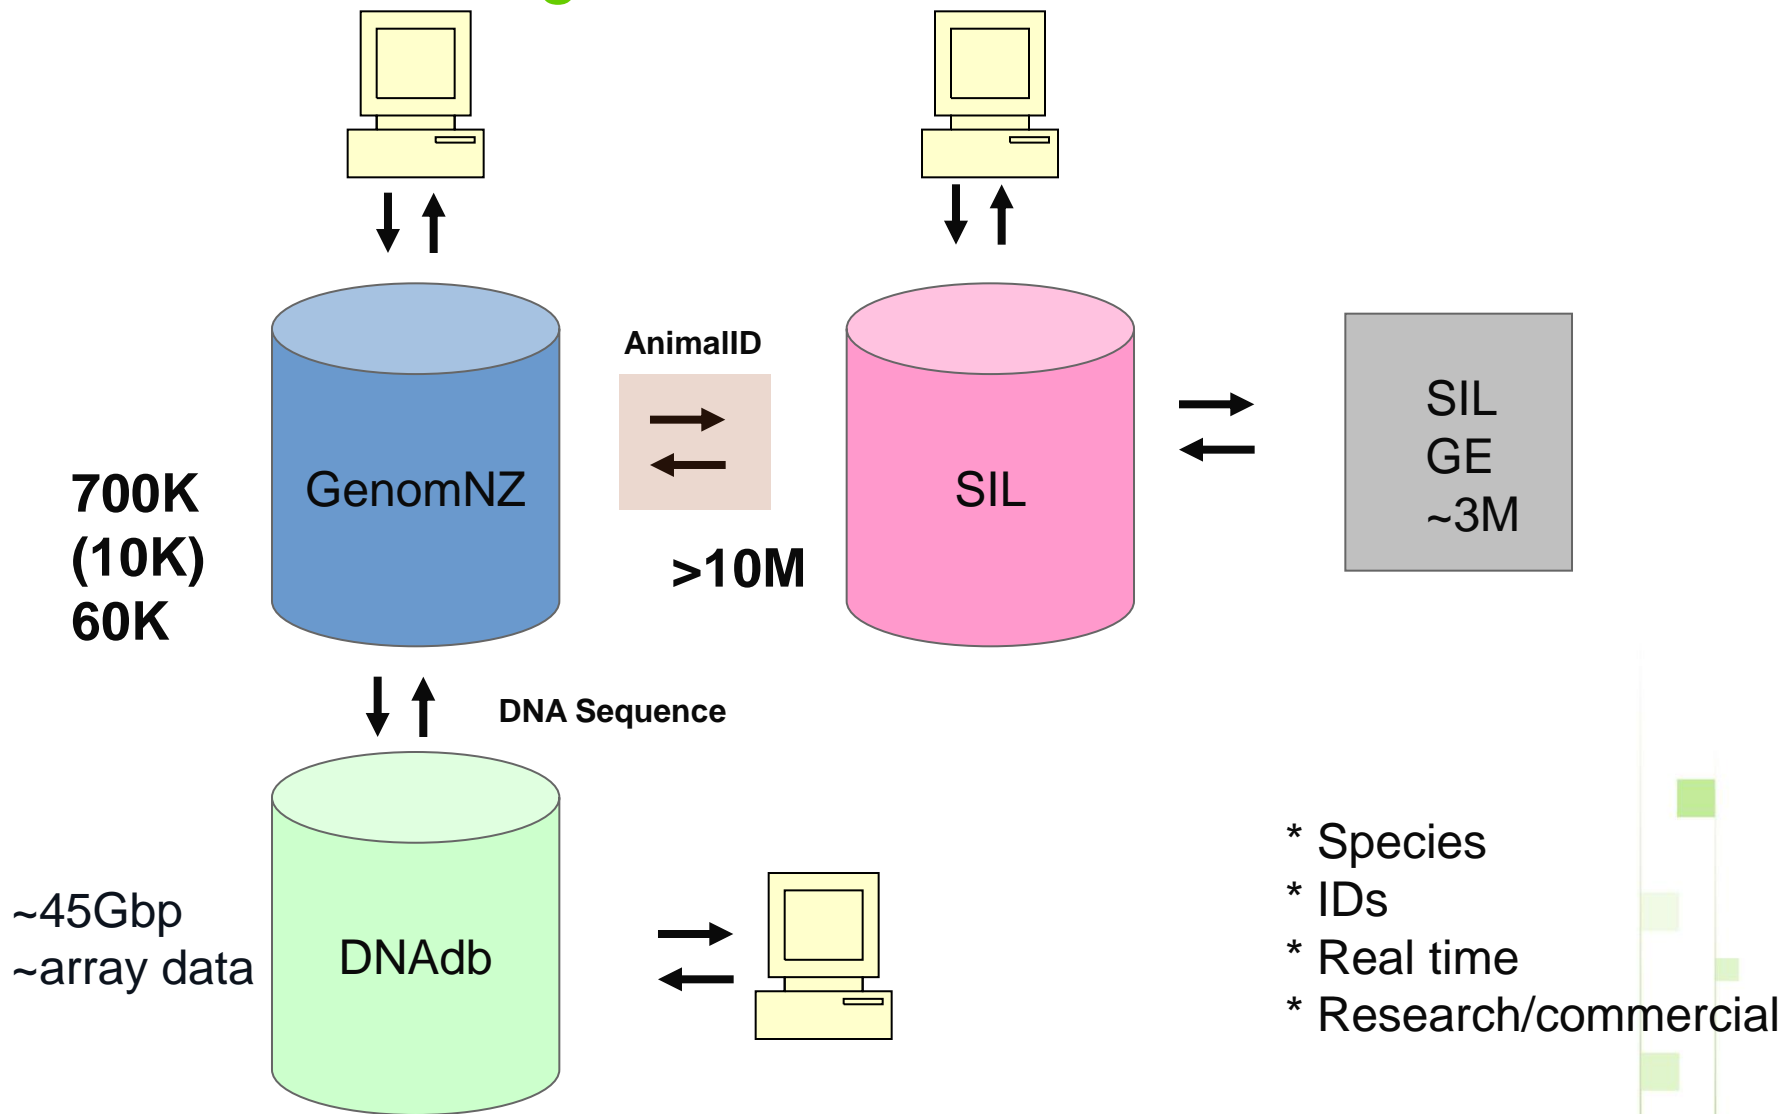 AnimalID
GenomNZ
SIL
SIL
GE
~3M
700K
(10K)
60K
>10M
DNA Sequence
~45Gbp
~array data
DNAdb
* Species
* IDs
* Real time
* Research/commercial